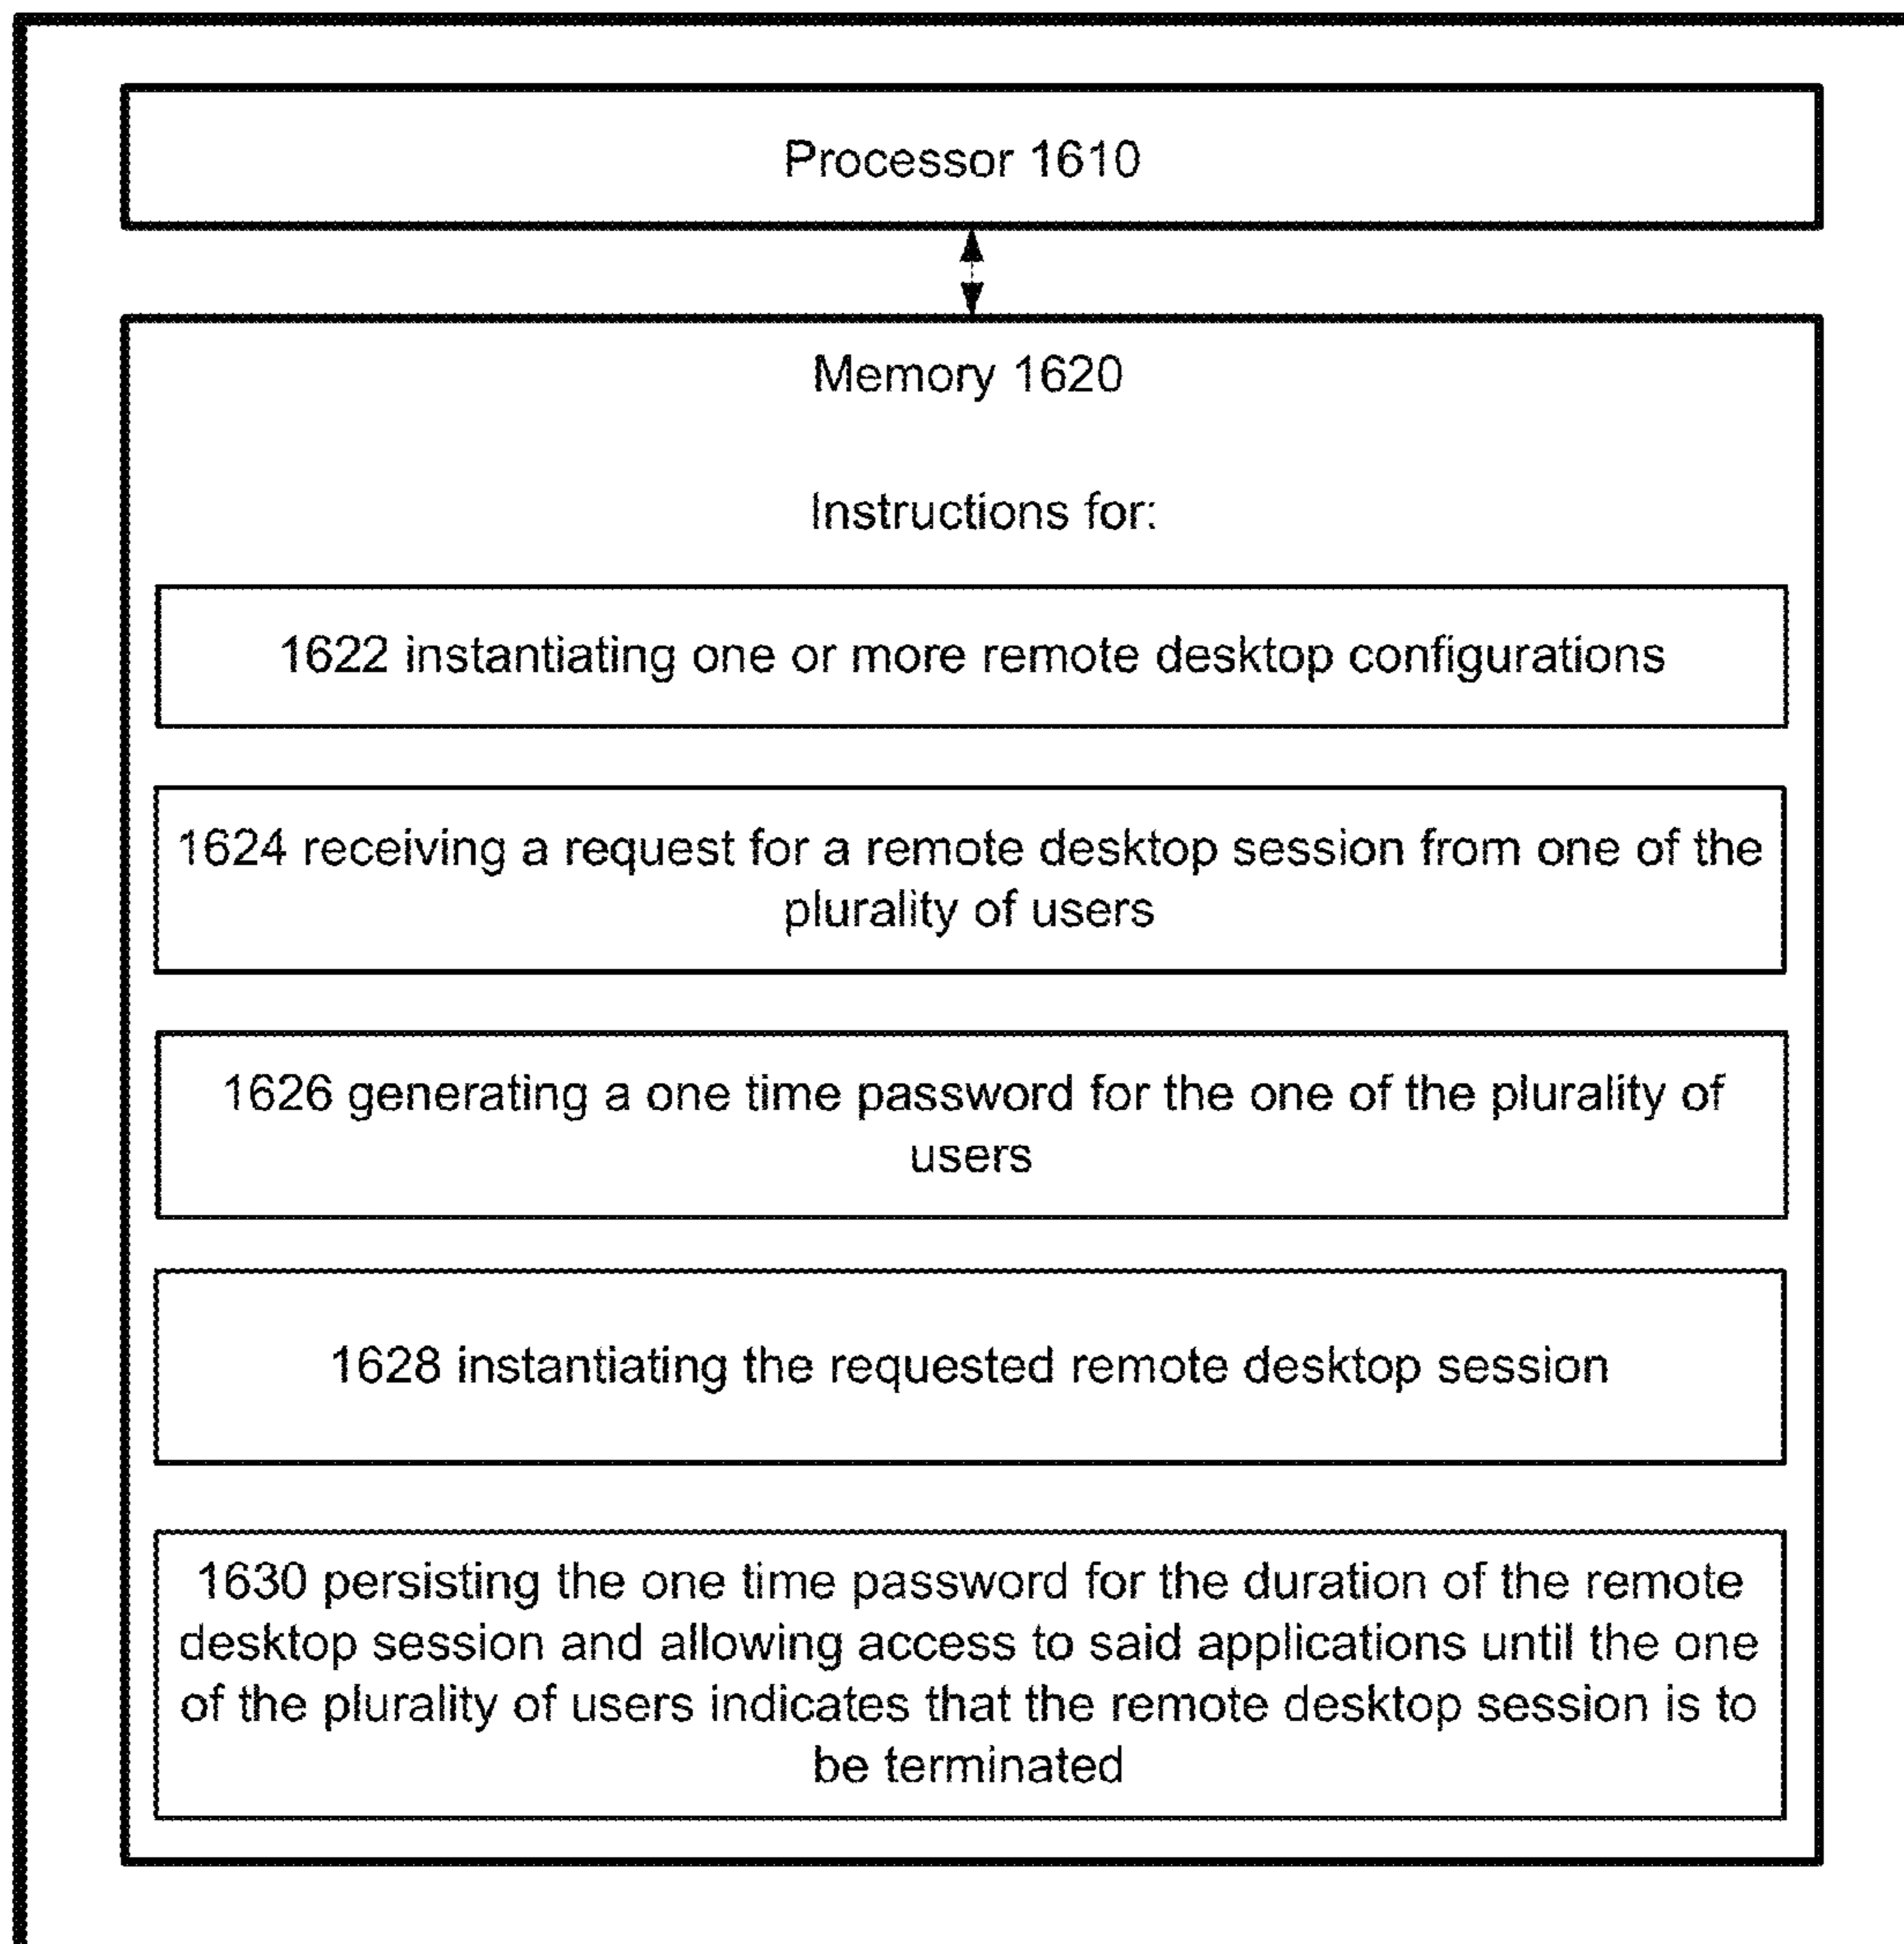 Processor 1610
Memory 1620
Instructions for:
1622 instantiating one or more remote desktop configurations
1624 receiving a request for a remote desktop session from one of the
plurality of users
1626 generating a one time password for the one of the plurality of
users
1628 instantiating the requested remote desktop session
1630 persisting the one time password for the duration of the remote
desktop session and allowing access to said applications until the one
of the plurality of users indicates that the remote desktop session is to
be terminated